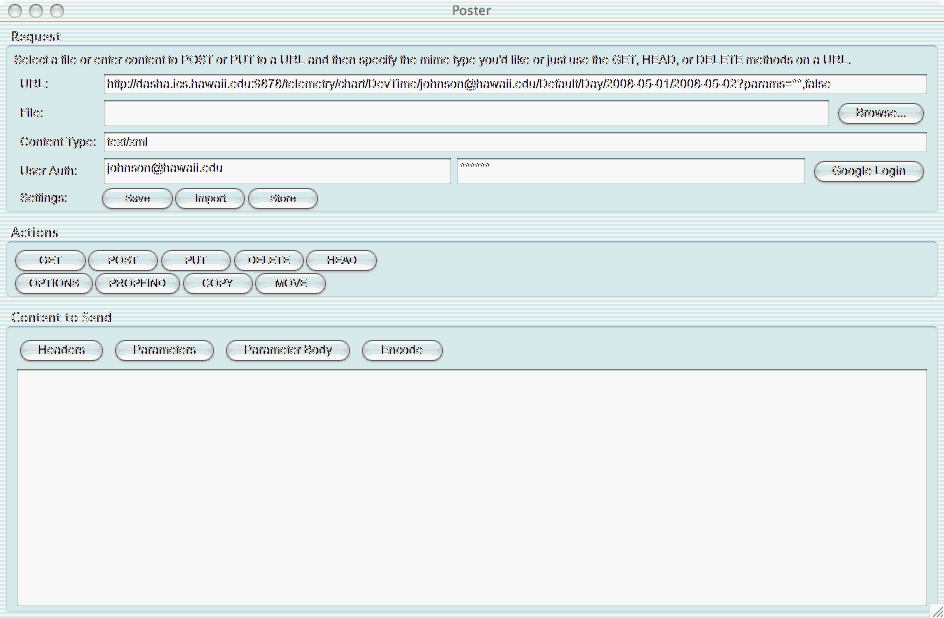 Poster
Request
Select a file or enter content to POST or PUT to a URL and then specify the mime type you'd like or just use the GET, HEAD, or DELETE methods on a URL.
URL: http://dasha.ics.hawaii.edu:9876/telemetry/chart/DevTime/johnson@hawaii.edu/Default/Day/2008-05-01/2008-05-02?params=**,false
File: Browse...
Content Type: text/xml
User Auth: johnson@hawaii.edu ****** Google Login
Settings: Save Import Store
Actions
GET POST PUT DELETE HEAD
OPTIONS PROPFIND COPY MOVE
Content to Send
Headers Parameters Parameter Body Encode